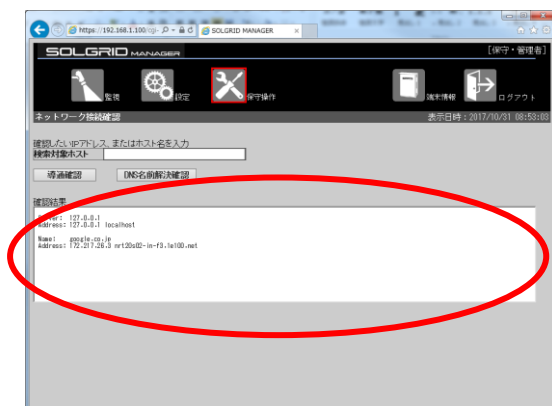 https://192.168.1.100/cgi- SOLGRID MANAGER
SOLGRID MANAGER [保守・管理者]
監視 設定 保守操作 端末情報 ログアウト
ネットワーク接続確認 表示日時:2017/10/31 08:53:03
確認したいIPアドレス、またはホスト名を入力
検索対象ホスト
導通確認 DNS名前解決確認
確認結果
Server: 127.0.0.1
Address: 127.0.0.1 localhost
Name: google.co.jp
Address: 172.217.26.3 nrt20s02-in-f3.1e100.net